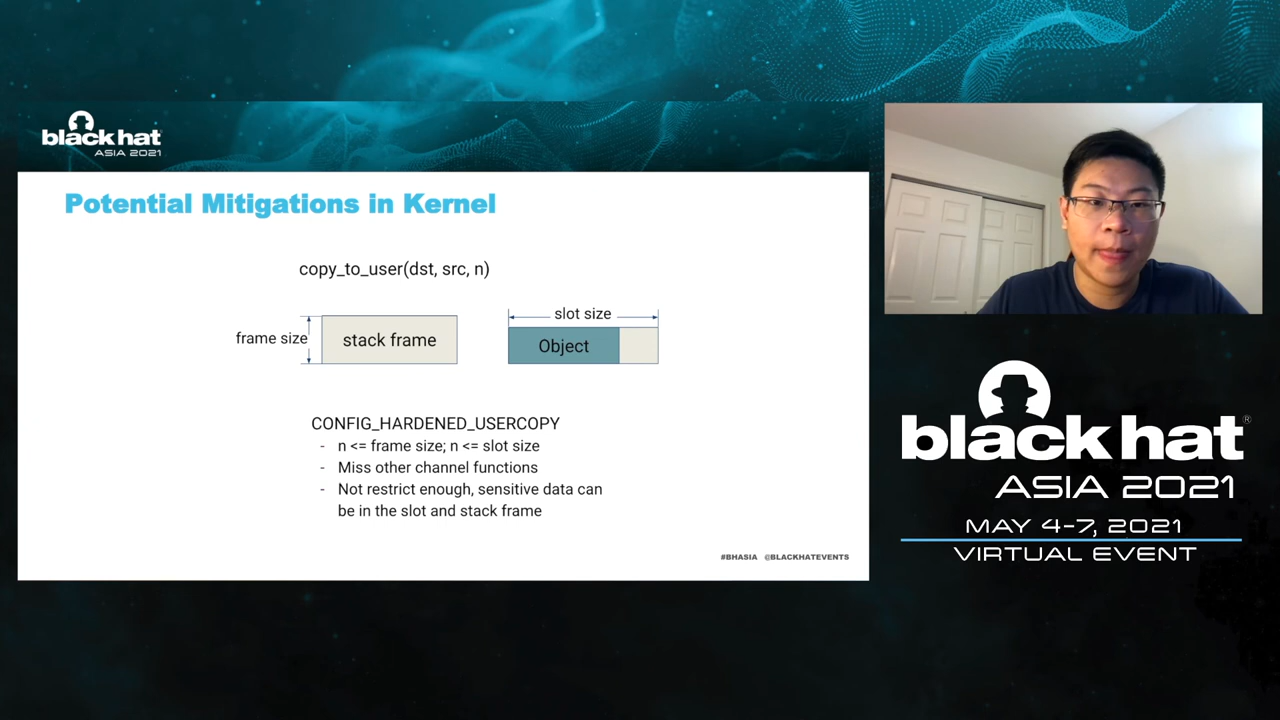 black hat
ASIA 2021
Potential Mitigations in Kernel
copy_to_user(dst, src, n)
slot size
frame size
stack frame
Object
CONFIG_HARDENED_USERCOPY
- n <= frame size; n <= slot size
- Miss other channel functions
- Not restrict enough, sensitive data can
be in the slot and stack frame
#BHASIA @BLACKHATEVENTS
black hat®
ASIA 2021
MAY 4-7, 2021
VIRTUAL EVENT